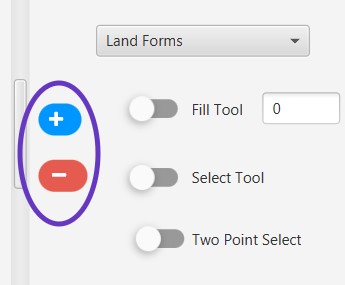 Land Forms
+
Fill Tool 0
−
Select Tool
Two Point Select